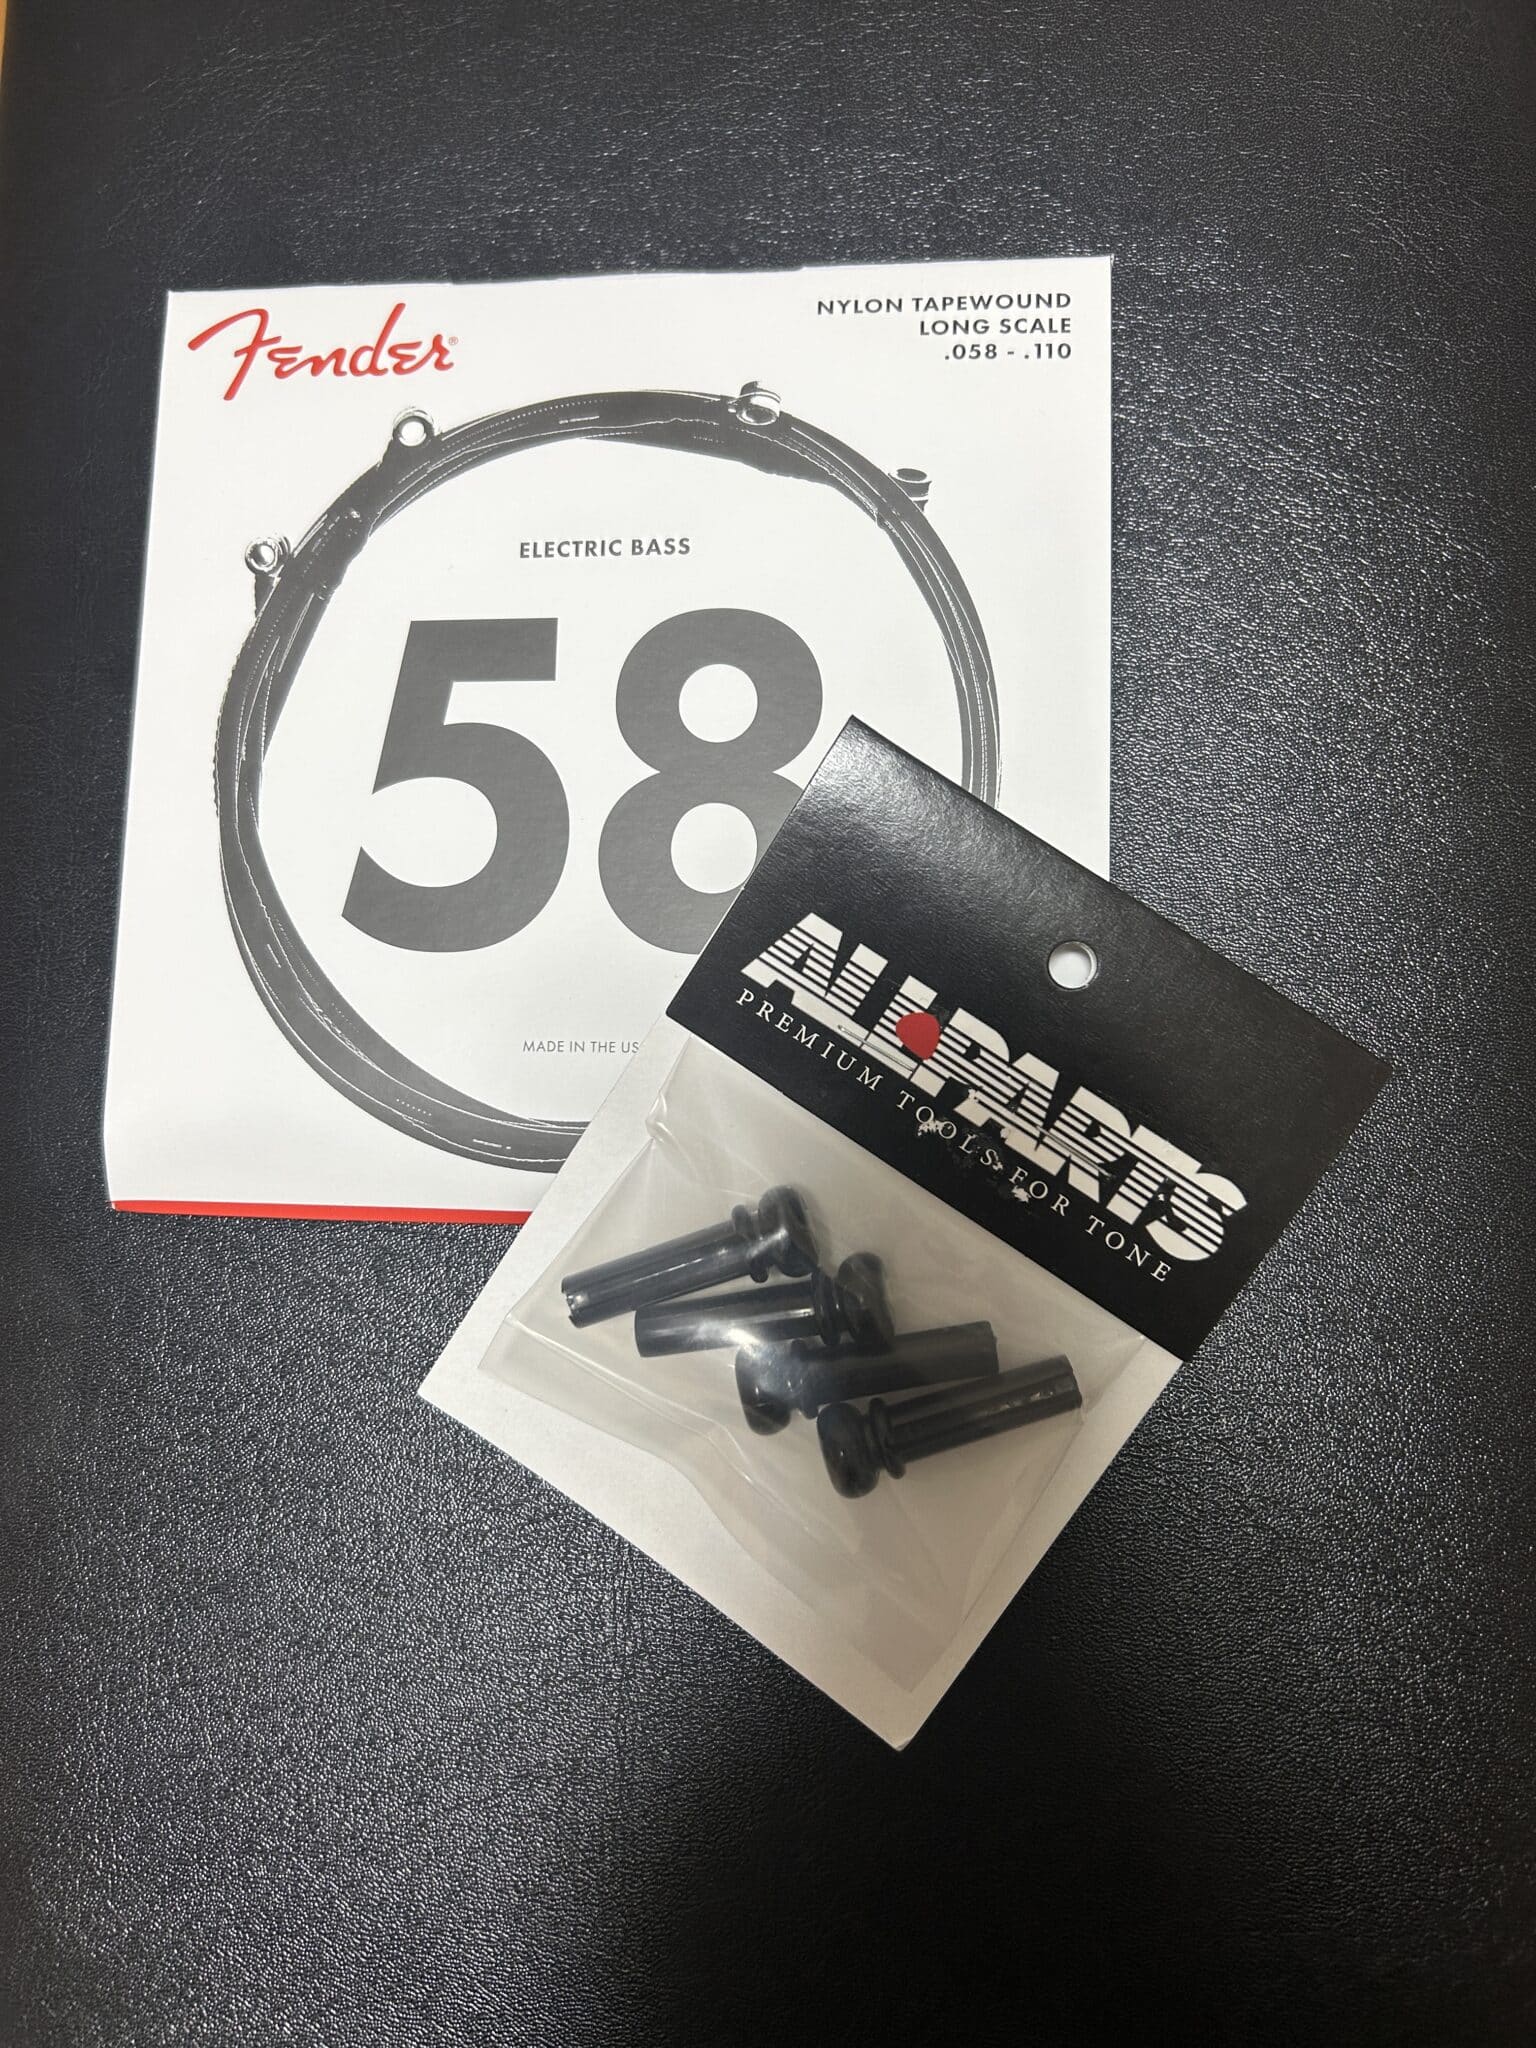 Fender®
NYLON TAPEWOUND
LONG SCALE
.058 - .110
ELECTRIC BASS
58
MADE IN THE US
ALLPARTS
PREMIUM TOOLS FOR TONE